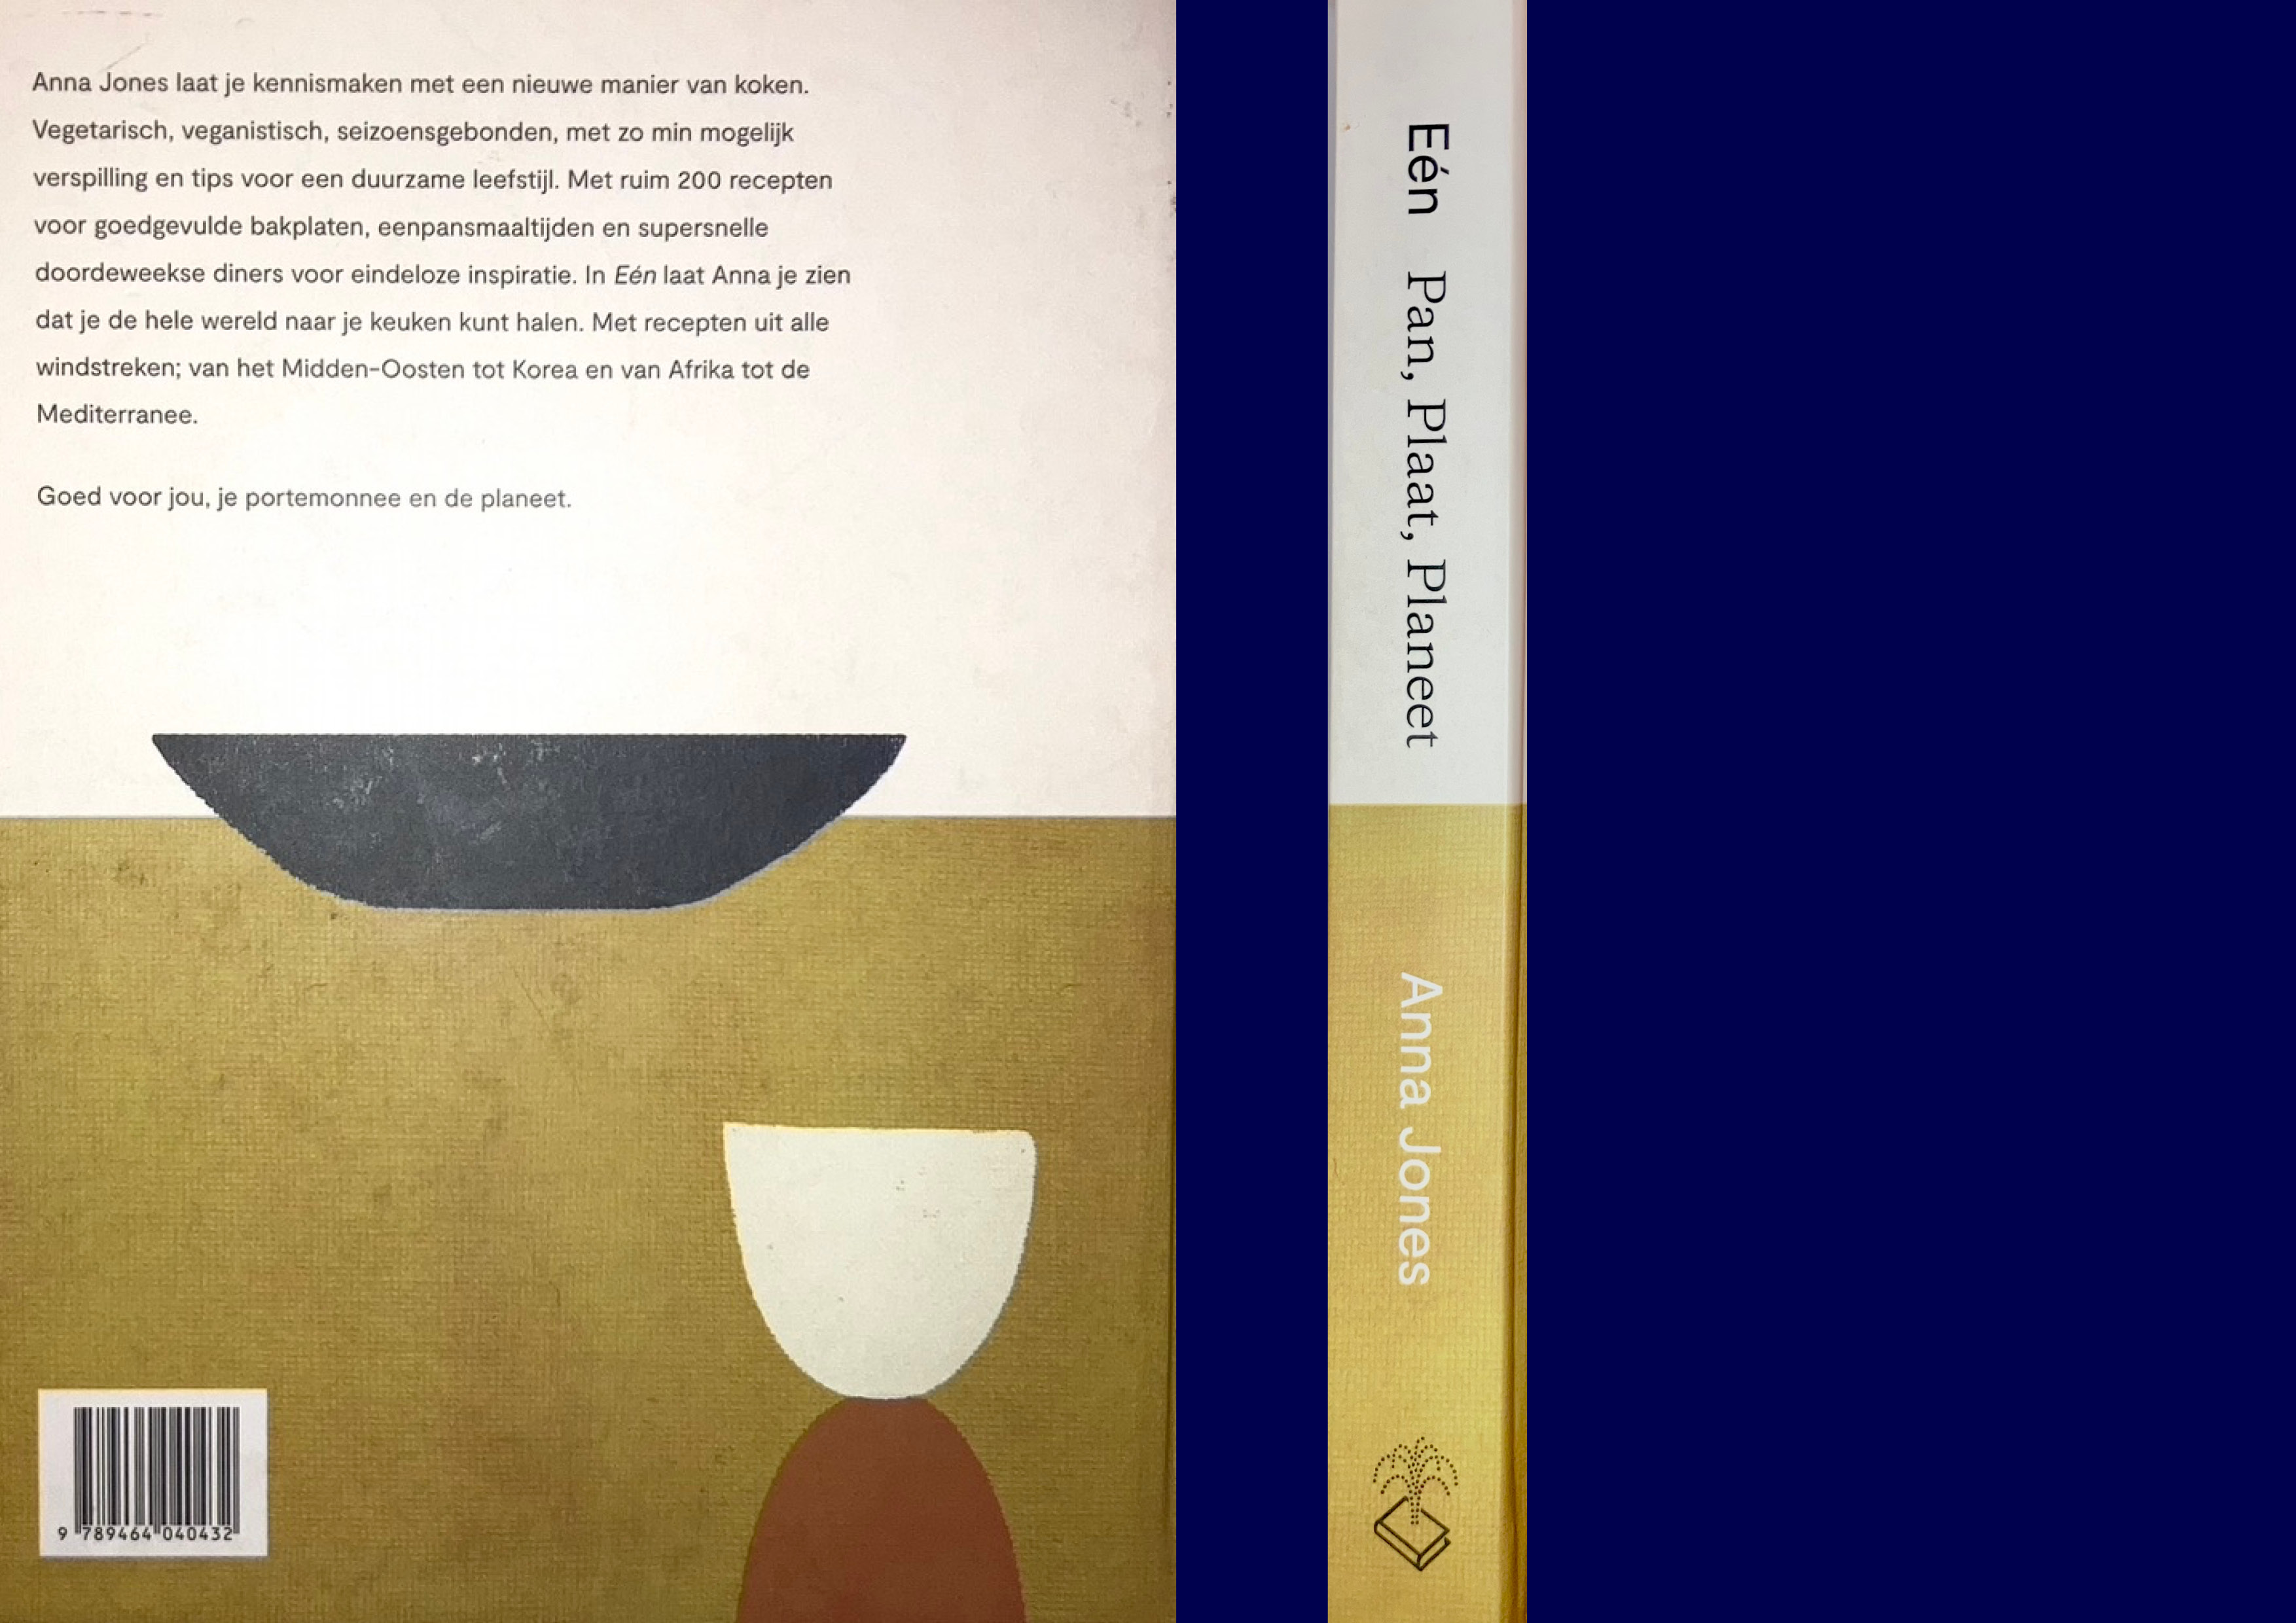 Anna Jones laat je kennismaken met een nieuwe manier van koken.
Vegetarisch, veganistisch, seizoensgebonden, met zo min mogelijk
verspilling en tips voor een duurzame leefstijl. Met ruim 200 recepten
voor goedgevulde bakplaten, eenpansmaaltijden en supersnelle
doordeweekse diners voor eindeloze inspiratie. In Eén laat Anna je zien
dat je de hele wereld naar je keuken kunt halen. Met recepten uit alle
windstreken; van het Midden-Oosten tot Korea en van Afrika tot de
Mediterranee.
Goed voor jou, je portemonnee en de planeet.
9 789464 040432
Eén Pan, Plaat, Planeet
Anna Jones